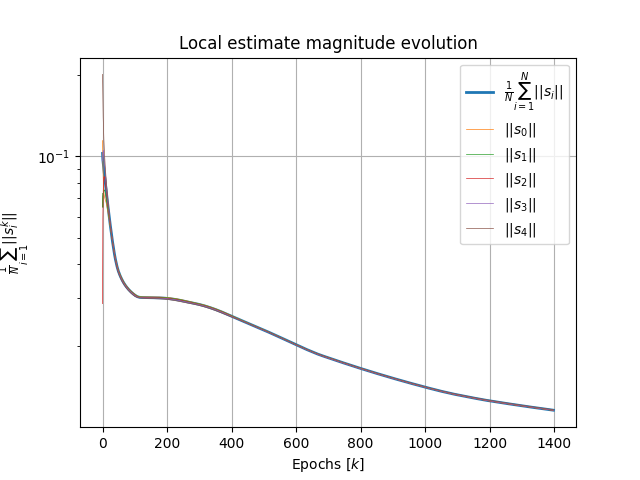 Local estimate magnitude evolution
$\frac{1}{N}\sum_{i=1}^{N}||s_i||$
$||s_0||$
$||s_1||$
$||s_2||$
$||s_3||$
$||s_4||$
$10^{-1}$
$\frac{1}{N}\sum_{i=1}^{N}||s_i^k||$
0 200 400 600 800 1000 1200 1400
Epochs [$k$]